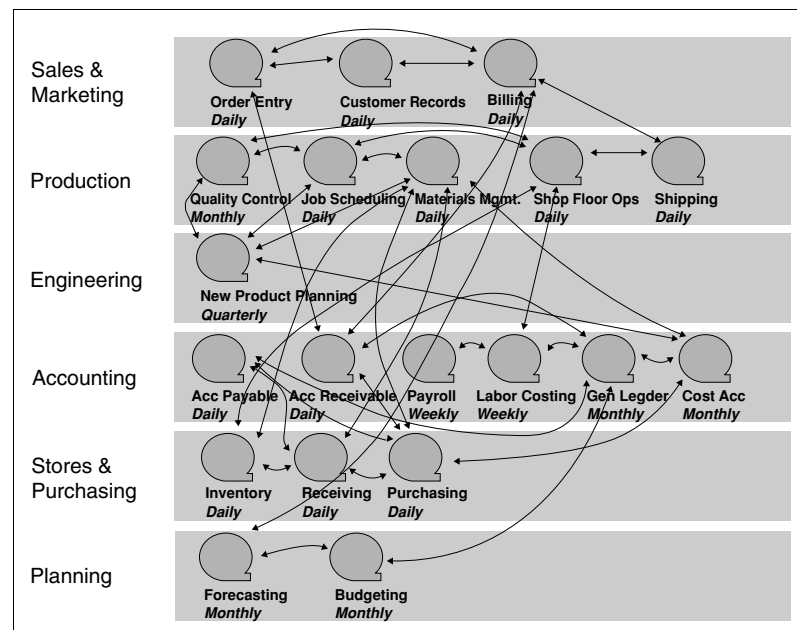 Sales &
Marketing
Order Entry
Daily
Customer Records
Daily
Billing
Daily
Production
Quality Control
Monthly
Job Scheduling
Daily
Materials Mgmt.
Daily
Shop Floor Ops
Daily
Shipping
Daily
Engineering
New Product Planning
Quarterly
Accounting
Acc Payable
Daily
Acc Receivable
Daily
Payroll
Weekly
Labor Costing
Weekly
Gen Legder
Monthly
Cost Acc
Monthly
Stores &
Purchasing
Inventory
Daily
Receiving
Daily
Purchasing
Daily
Planning
Forecasting
Monthly
Budgeting
Monthly